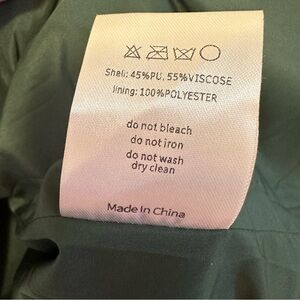 Shell: 45%PU, 55%VISCOSE
lining: 100%POLYESTER
do not bleach
do not iron
do not wash
dry clean
Made in China